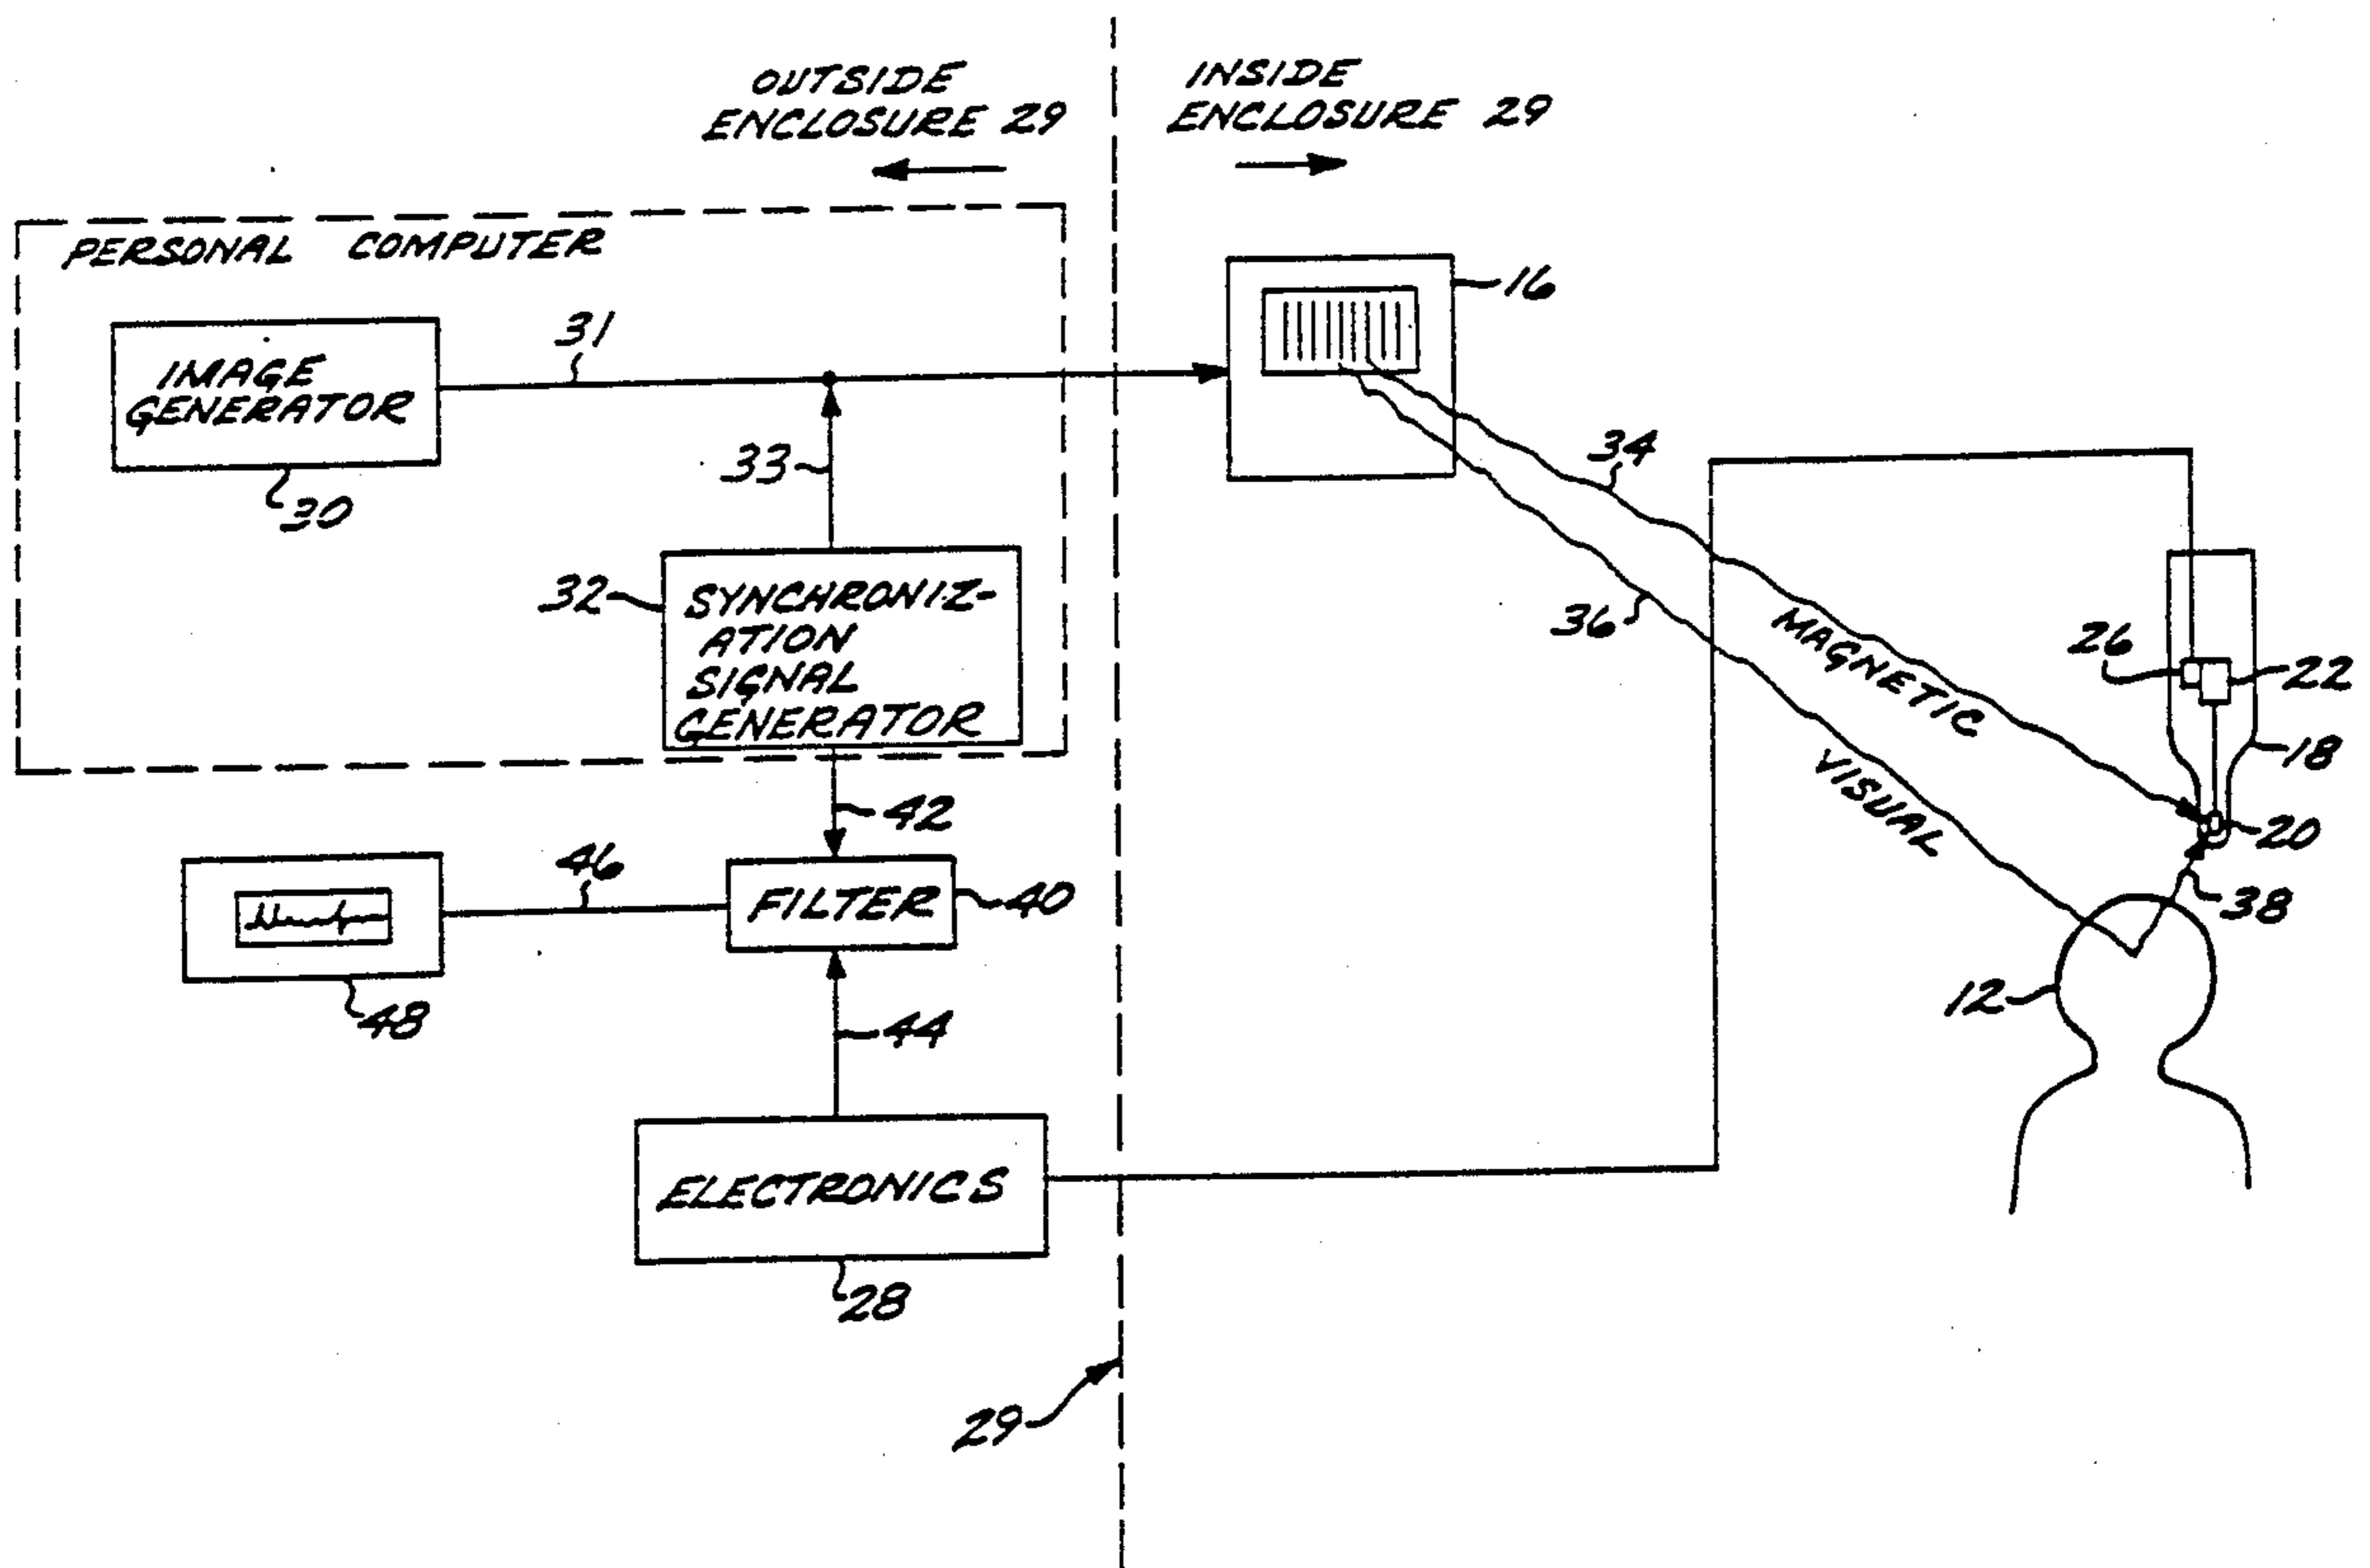 OUTSIDE
ENCLOSURE 29
INSIDE
ENCLOSURE 29
PERSONAL COMPUTER
IMAGE
GENERATOR
30
31
33
32
SYNCHRONIZ-
ATION
SIGNAL
GENERATOR
16
34
36
MAGNETIC
VISUAL
26
22
18
20
38
12
42
46
FILTER
40
48
44
ELECTRONICS
28
29